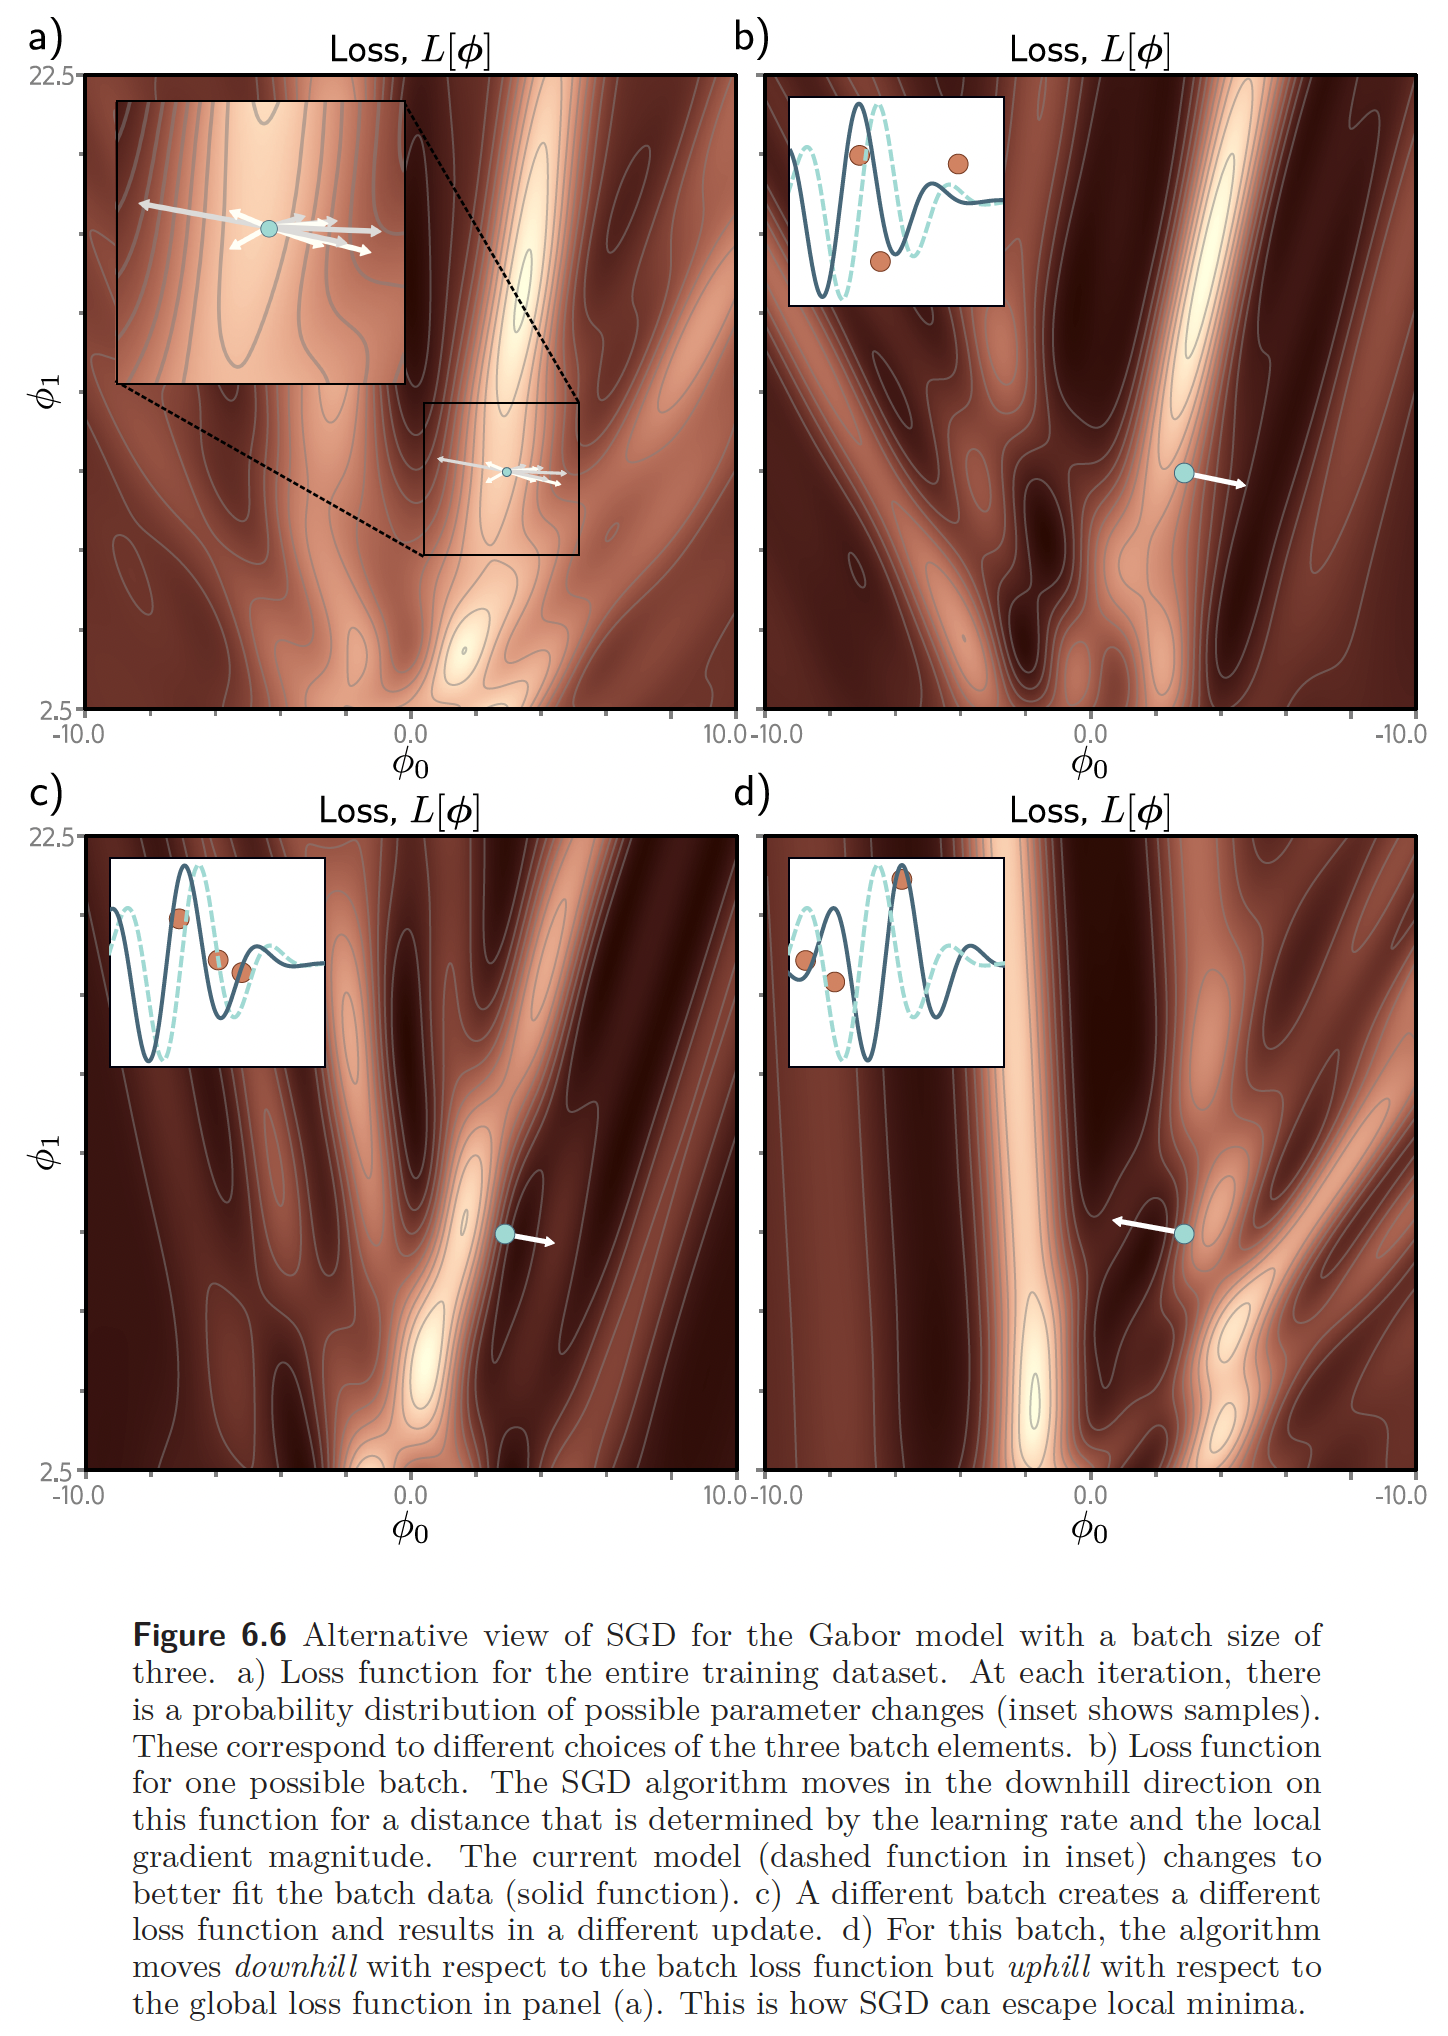 a)
Loss, L[ϕ]
22.5
ϕ1
2.5
-10.0
0.0
10.0
ϕ0
b)
Loss, L[ϕ]
-10.0
0.0
-10.0
ϕ0
c)
Loss, L[ϕ]
22.5
ϕ1
2.5
-10.0
0.0
10.0
ϕ0
d)
Loss, L[ϕ]
-10.0
0.0
-10.0
ϕ0
Figure 6.6 Alternative view of SGD for the Gabor model with a batch size of
three. a) Loss function for the entire training dataset. At each iteration, there
is a probability distribution of possible parameter changes (inset shows samples).
These correspond to different choices of the three batch elements. b) Loss function
for one possible batch. The SGD algorithm moves in the downhill direction on
this function for a distance that is determined by the learning rate and the local
gradient magnitude. The current model (dashed function in inset) changes to
better fit the batch data (solid function). c) A different batch creates a different
loss function and results in a different update. d) For this batch, the algorithm
moves downhill with respect to the batch loss function but uphill with respect to
the global loss function in panel (a). This is how SGD can escape local minima.